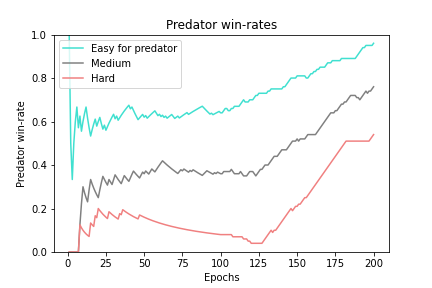 Predator win-rates
1.0
0.8
0.6
0.4
0.2
0.0
Predator win-rate
Easy for predator
Medium
Hard
0 25 50 75 100 125 150 175 200
Epochs